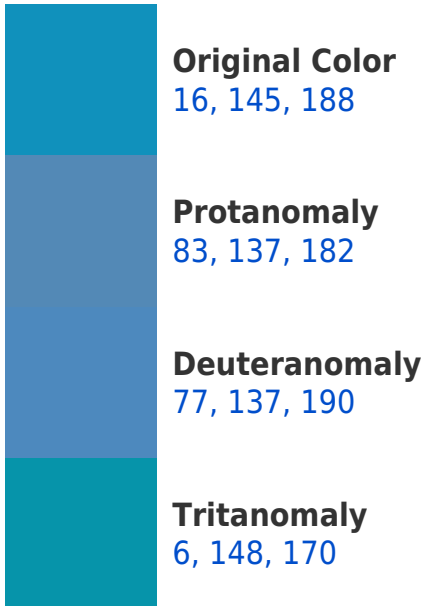 Original Color
16, 145, 188
Protanomaly
83, 137, 182
Deuteranomaly
77, 137, 190
Tritanomaly
6, 148, 170